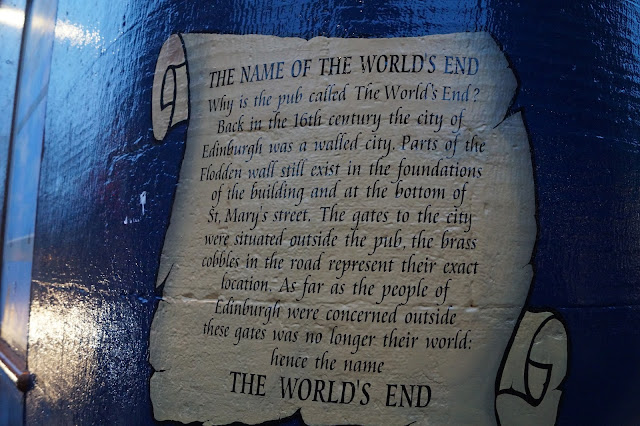 THE NAME OF THE WORLD'S END
Why is the pub called The World's End?
Back in the 16th century the city of
Edinburgh was a walled city. Parts of the
Flodden wall still exist in the foundations
of the building and at the bottom of
St. Mary's street. The gates to the city
were situated outside the pub, the brass
cobbles in the road represent their exact
location. As far as the people of
Edinburgh were concerned outside
these gates was no longer their world:
hence the name
THE WORLD'S END